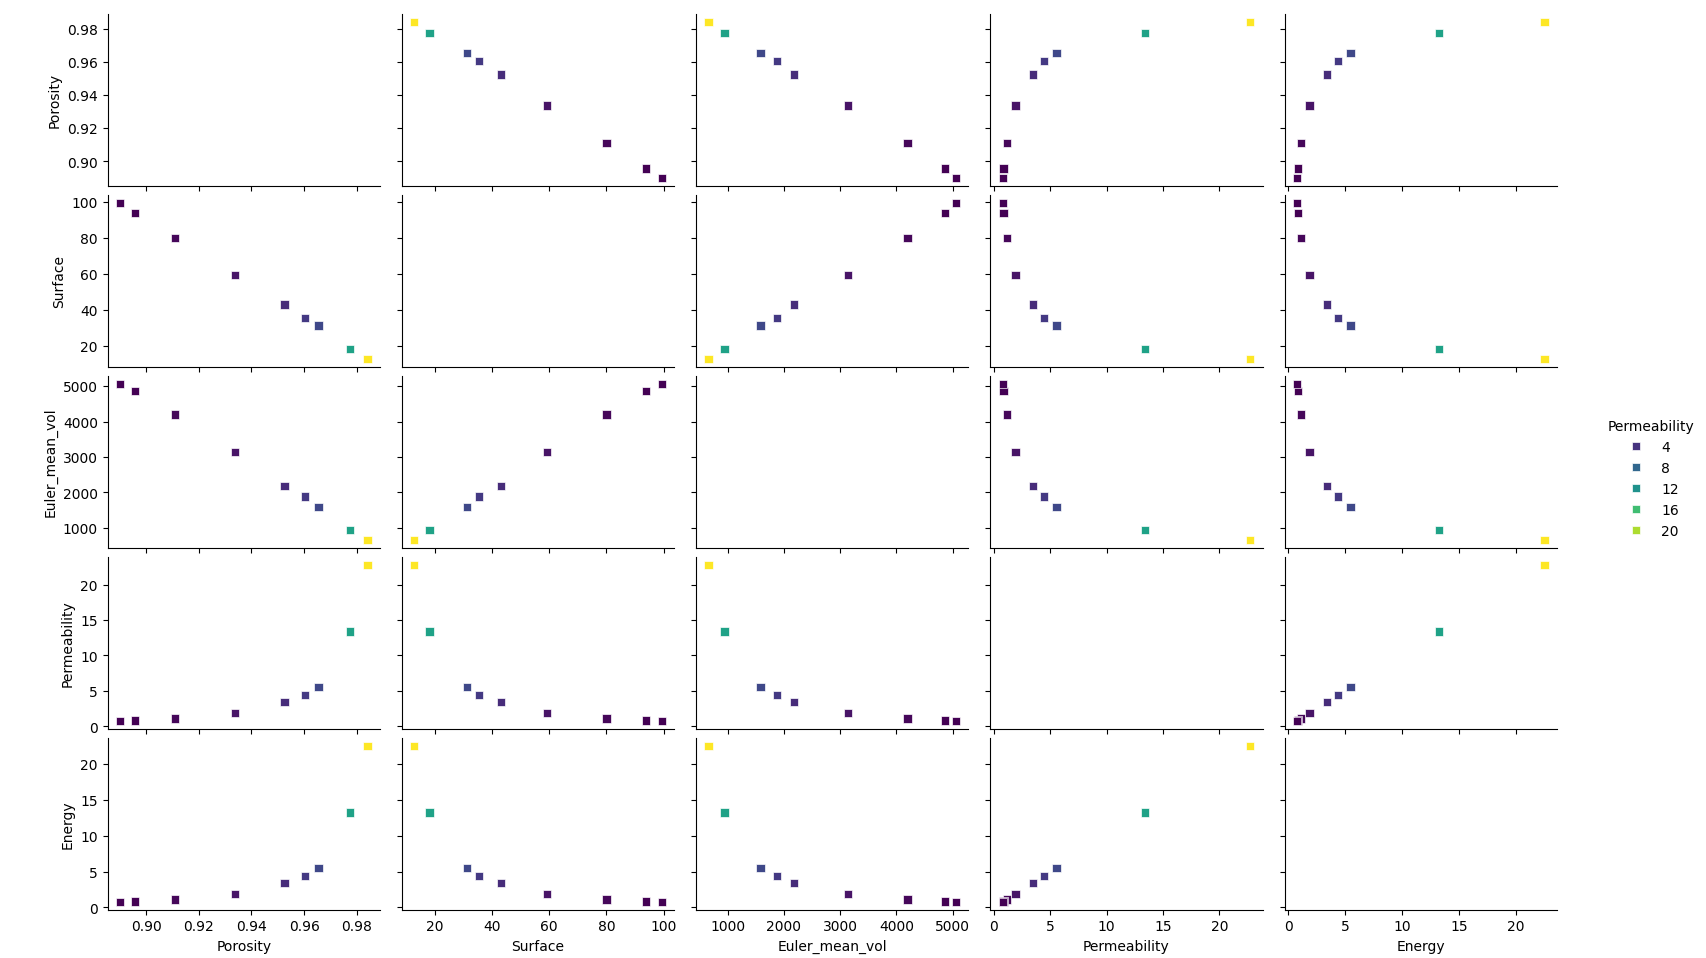 0.98
0.96
0.94
0.92
0.90
Porosity
100
80
60
40
20
Surface
5000
4000
3000
2000
1000
Euler_mean_vol
20
15
10
5
0
Permeability
20
15
10
5
0
Energy
0.90 0.92 0.94 0.96 0.98
Porosity
20 40 60 80 100
Surface
1000 2000 3000 4000 5000
Euler_mean_vol
0 5 10 15 20
Permeability
0 5 10 15 20
Energy
Permeability
4
8
12
16
20